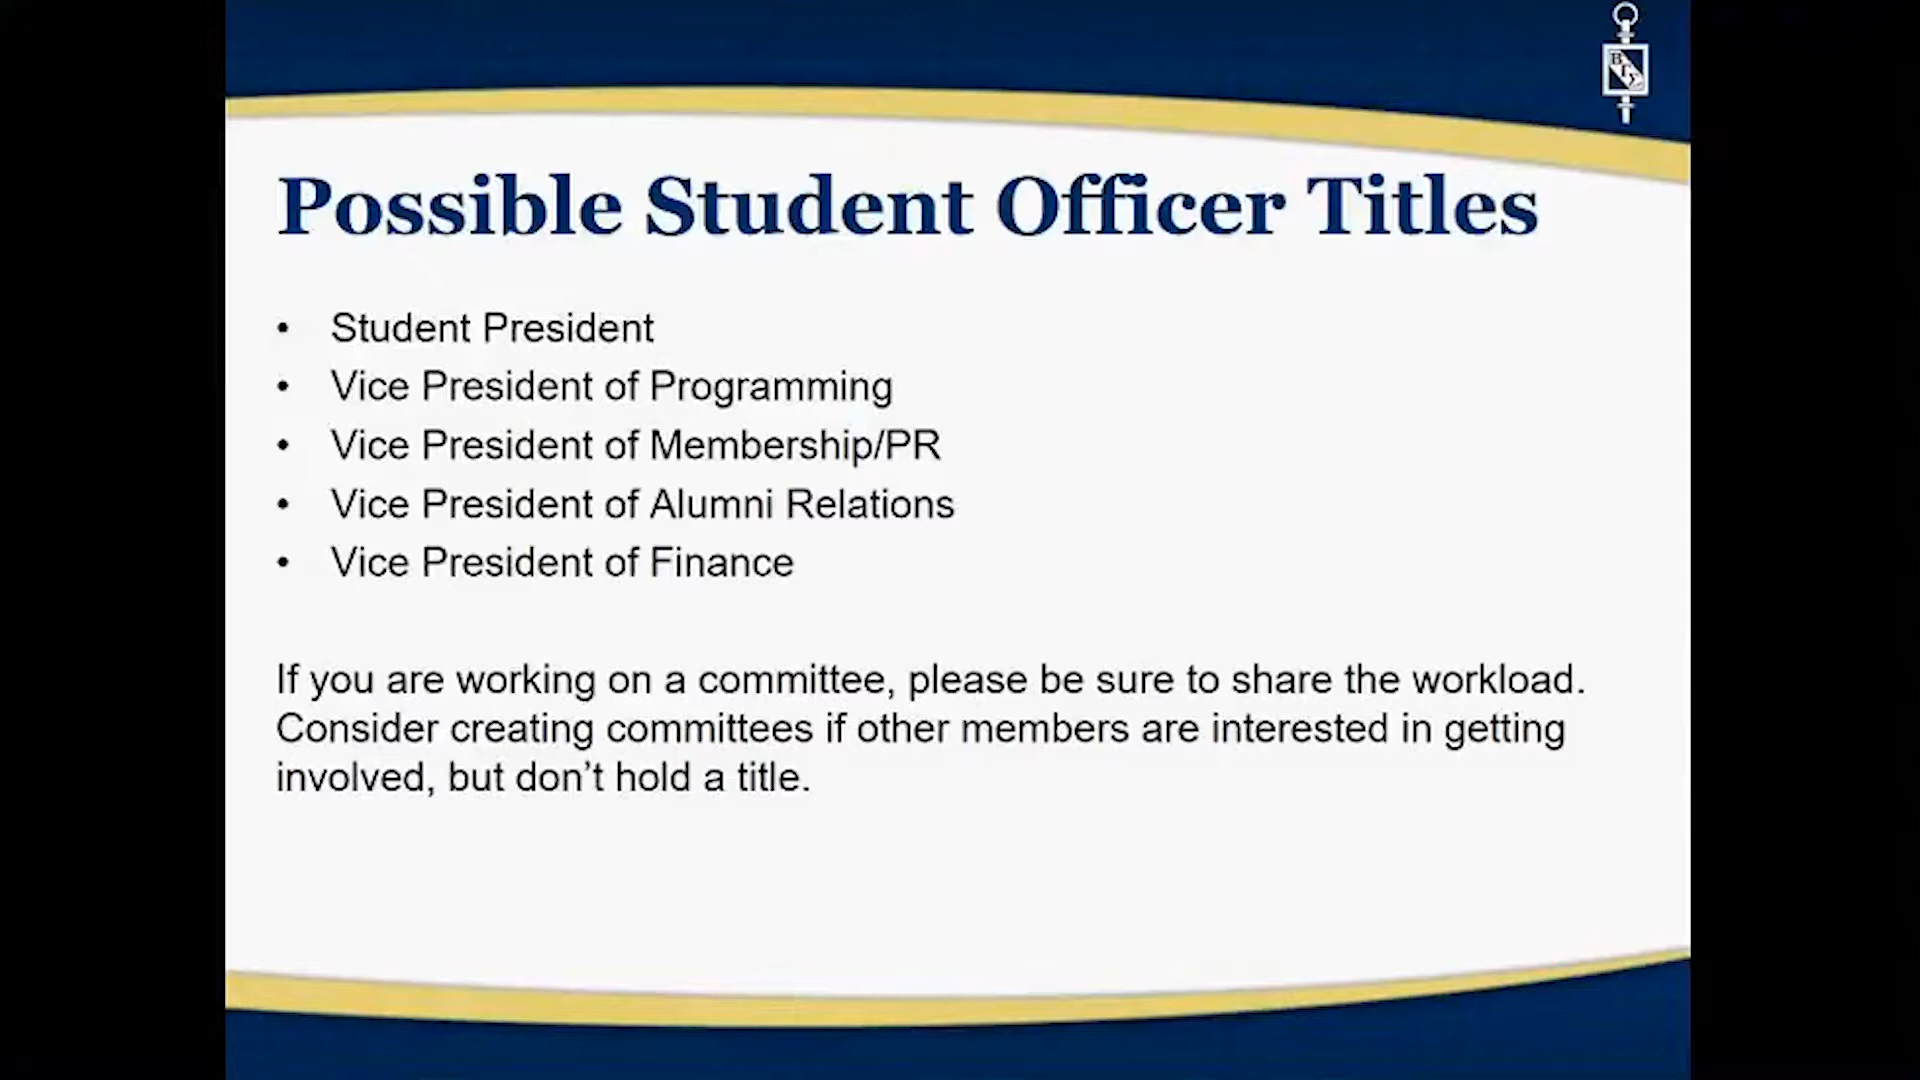 ΒΓΣ
Possible Student Officer Titles
• Student President
• Vice President of Programming
• Vice President of Membership/PR
• Vice President of Alumni Relations
• Vice President of Finance
If you are working on a committee, please be sure to share the workload.
Consider creating committees if other members are interested in getting
involved, but don’t hold a title.